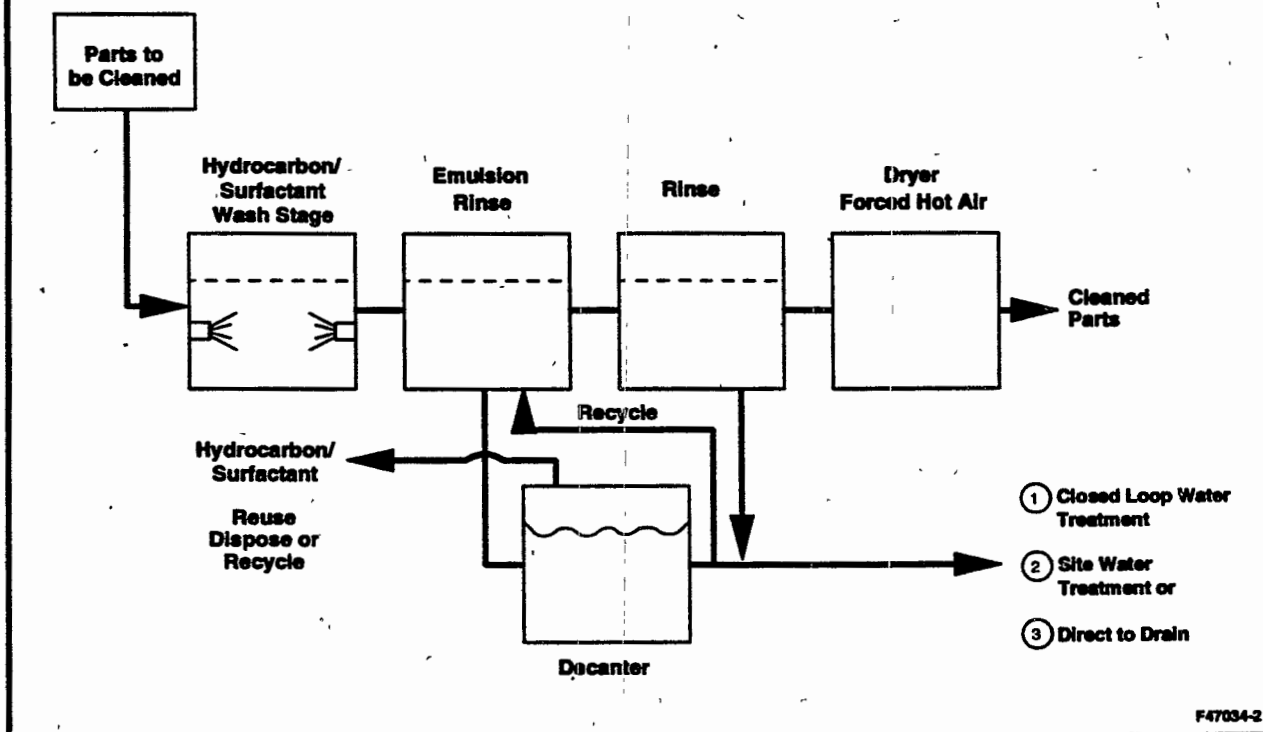 Parts to
be Cleaned
Hydrocarbon/
Surfactant
Wash Stage
Emulsion
Rinse
Rinse
Dryer
Forced Hot Air
Cleaned
Parts
Recycle
Hydrocarbon/
Surfactant
Reuse
Dispose or
Recycle
Decanter
1 Closed Loop Water
Treatment
2 Site Water
Treatment or
3 Direct to Drain
F47034-2